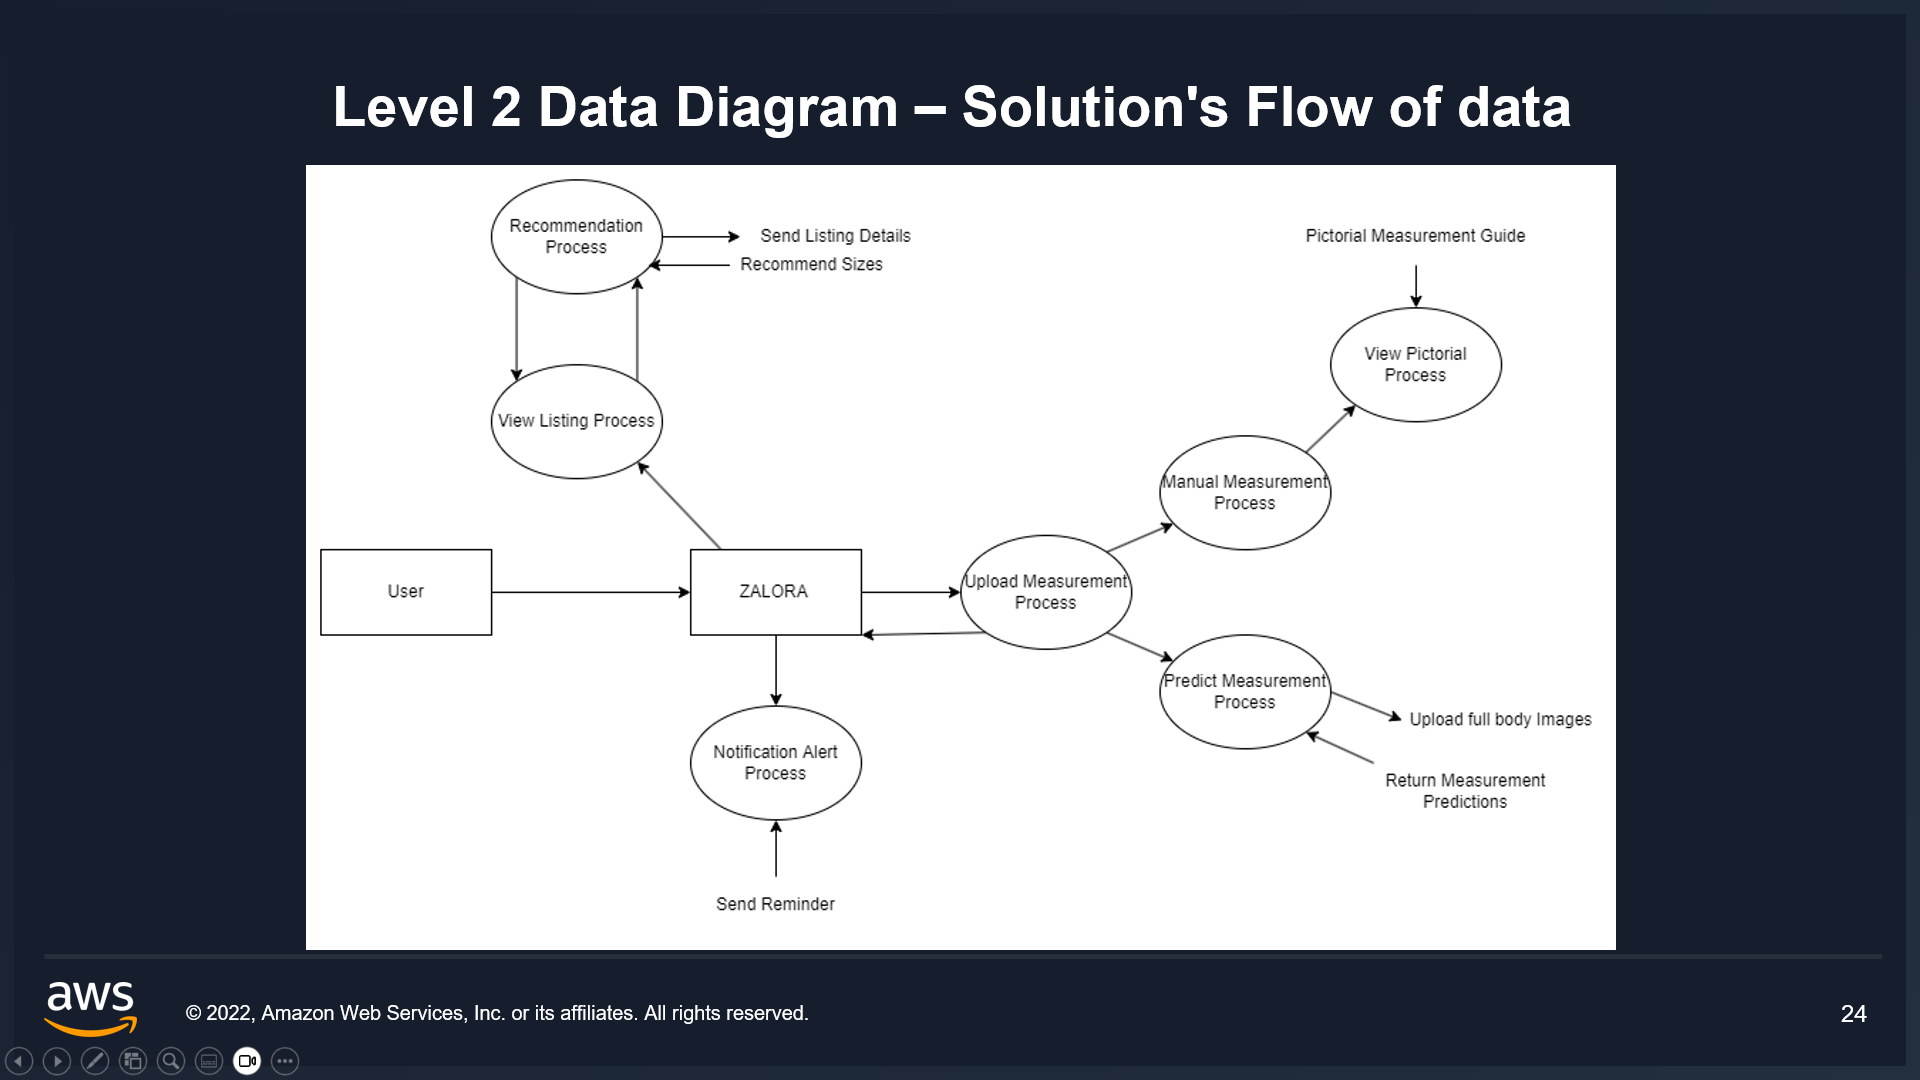 Level 2 Data Diagram – Solution's Flow of data
Recommendation
Process
Send Listing Details
Recommend Sizes
Pictorial Measurement Guide
View Pictorial
Process
View Listing Process
Manual Measurement
Process
User
ZALORA
Upload Measurement
Process
Predict Measurement
Process
Upload full body Images
Notification Alert
Process
Return Measurement
Predictions
Send Reminder
aws
© 2022, Amazon Web Services, Inc. or its affiliates. All rights reserved.
24